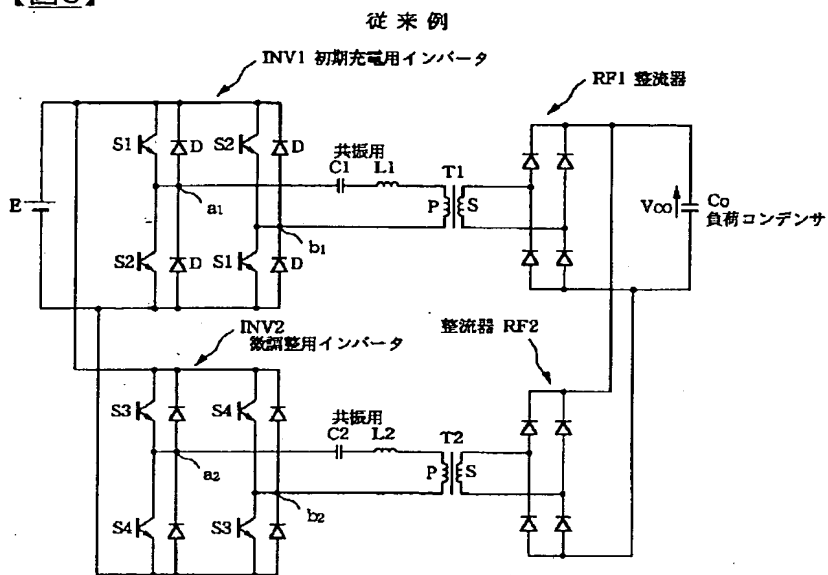 従来例
INV1 初期充電用インバータ
RF1 整流器
S1
D
S2
D
共振用
C1
L1
T1
P
S
E
a1
b1
VCO
CO
負荷コンデンサ
S2
D
S1
D
INV2
微調整用インバータ
整流器 RF2
S3
S4
共振用
C2
L2
T2
P
S
a2
b2
S4
S3